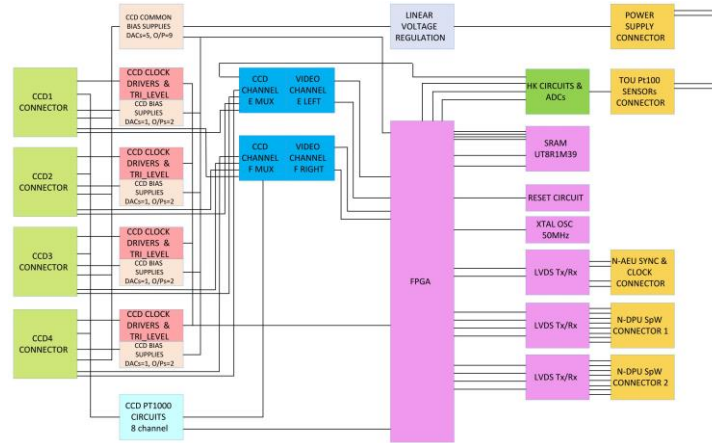 CCD COMMON
BIAS SUPPLIES
DACs=5, O/Ps=9
LINEAR
VOLTAGE
REGULATION
POWER
SUPPLY
CONNECTOR
CCD1
CONNECTOR
CCD CLOCK
DRIVERS &
TRI_LEVEL
CCD BIAS
SUPPLIES
DACs=1, O/Ps=2
CCD
CHANNEL
E MUX
VIDEO
CHANNEL
E LEFT
HK CIRCUITS &
ADCs
TOU Pt100
SENSORs
CONNECTOR
CCD2
CONNECTOR
CCD CLOCK
DRIVERS &
TRI_LEVEL
CCD BIAS
SUPPLIES
DACs=1, O/Ps=2
CCD
CHANNEL
F MUX
VIDEO
CHANNEL
F RIGHT
SRAM
UT8R1M39
RESET CIRCUIT
XTAL OSC
50MHz
CCD3
CONNECTOR
CCD CLOCK
DRIVERS &
TRI_LEVEL
CCD BIAS
SUPPLIES
DACs=1, O/Ps=2
FPGA
LVDS Tx/Rx
N-AEU SYNC &
CLOCK
CONNECTOR
CCD4
CONNECTOR
CCD CLOCK
DRIVERS &
TRI_LEVEL
CCD BIAS
SUPPLIES
DACs=1, O/Ps=2
LVDS Tx/Rx
N-DPU SpW
CONNECTOR 1
LVDS Tx/Rx
N-DPU SpW
CONNECTOR 2
CCD PT1000
CIRCUITS
8 channel